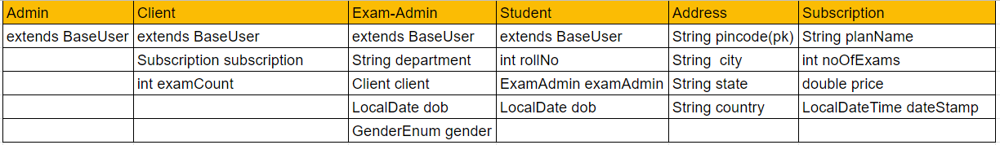 Admin Client Exam-Admin Student Address Subscription
extends BaseUser extends BaseUser extends BaseUser extends BaseUser String pincode(pk) String planName
Subscription subscription String department int rollNo String city int noOfExams
int examCount Client client ExamAdmin examAdmin String state double price
LocalDate dob LocalDate dob String country LocalDateTime dateStamp
GenderEnum gender